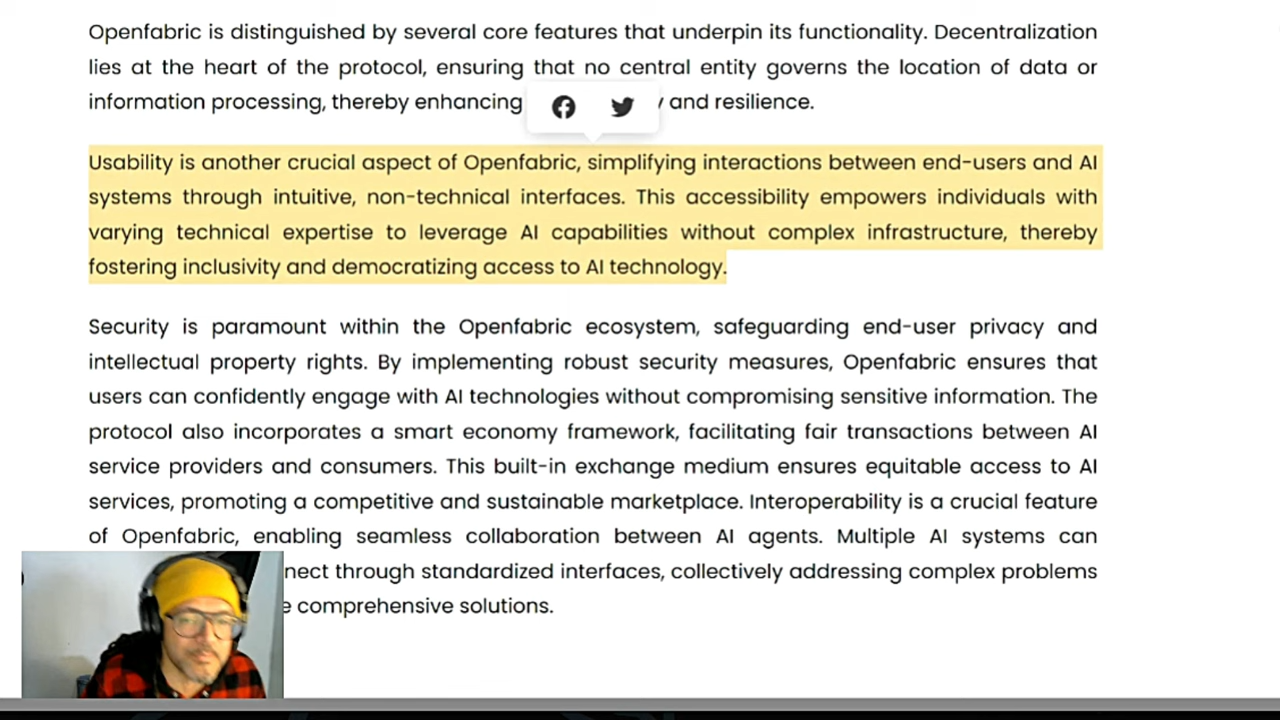 Openfabric is distinguished by several core features that underpin its functionality. Decentralization
lies at the heart of the protocol, ensuring that no central entity governs the location of data or
information processing, thereby enhancing and resilience.
Usability is another crucial aspect of Openfabric, simplifying interactions between end-users and AI
systems through intuitive, non-technical interfaces. This accessibility empowers individuals with
varying technical expertise to leverage AI capabilities without complex infrastructure, thereby
fostering inclusivity and democratizing access to AI technology.
Security is paramount within the Openfabric ecosystem, safeguarding end-user privacy and
intellectual property rights. By implementing robust security measures, Openfabric ensures that
users can confidently engage with AI technologies without compromising sensitive information. The
protocol also incorporates a smart economy framework, facilitating fair transactions between AI
service providers and consumers. This built-in exchange medium ensures equitable access to AI
services, promoting a competitive and sustainable marketplace. Interoperability is a crucial feature
of Openfabric, enabling seamless collaboration between AI agents. Multiple AI systems can
nect through standardized interfaces, collectively addressing complex problems
e comprehensive solutions.